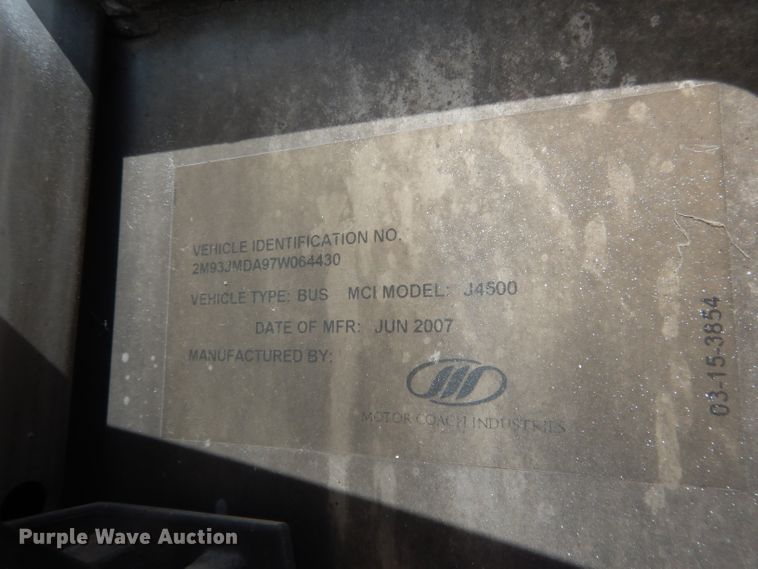 VEHICLE IDENTIFICATION NO.
2M93JMDA97W064430
VEHICLE TYPE: BUS MCI MODEL: J4500
DATE OF MFR: JUN 2007
MANUFACTURED BY:
MOTOR COACH INDUSTRIES
03-15-3854
Purple Wave Auction